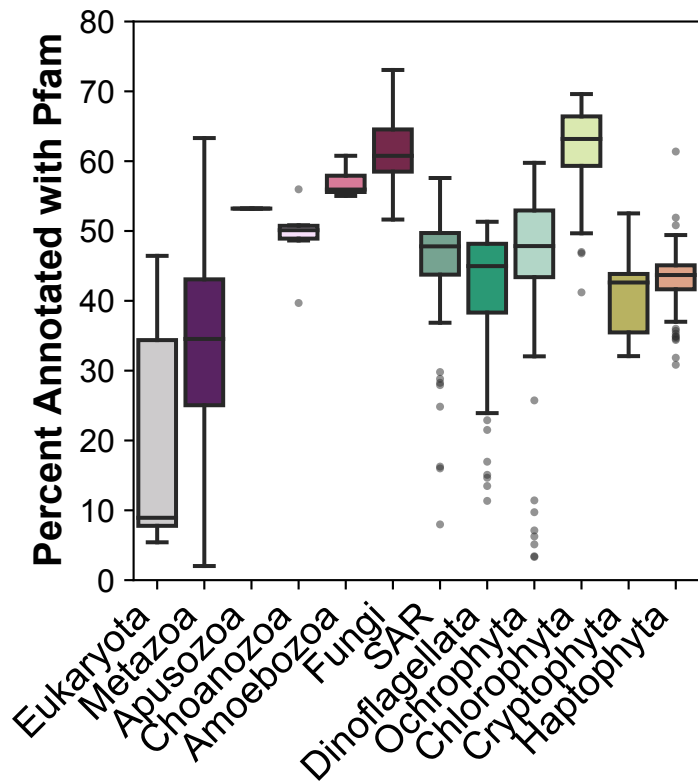 Percent Annotated with Pfam
80
70
60
50
40
30
20
10
0
Eukaryota
Metazoa
Apusozoa
Choanozoa
Amoebozoa
Fungi
SAR
Dinoflagellata
Ochrophyta
Chlorophyta
Cryptophyta
Haptophyta